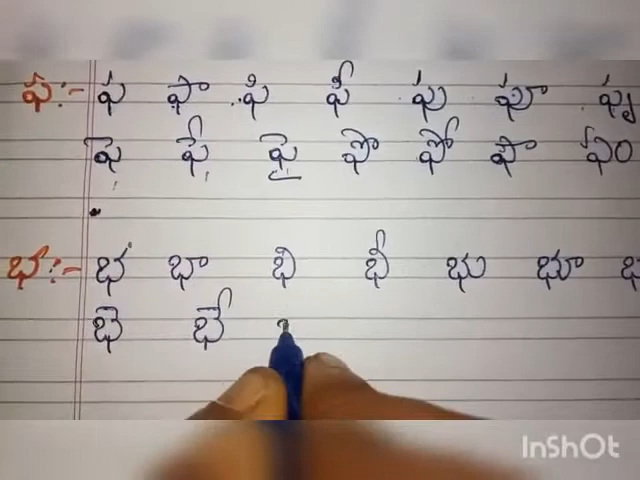 ఫ:- ఫ ఫా ఫి ఫీ ఫు ఫూ ఫృ
ఫె ఫే ఫై ఫొ ఫో ఫౌ ఫం
భ:- భ భా భి భీ భు భూ
భె భే
InShOt